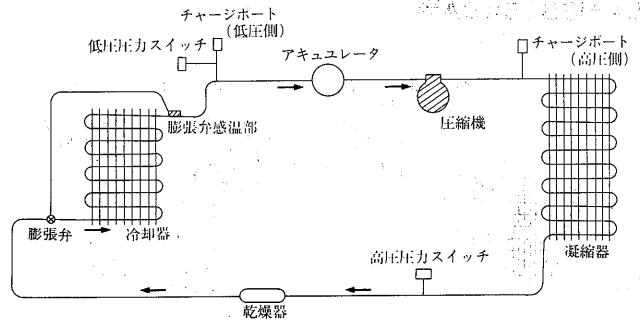 チャージポート
(低圧側)
低圧圧力スイッチ
アキュムレータ
チャージポート
(高圧側)
圧縮機
膨張弁感温部
膨張弁
冷却器
高圧圧力スイッチ
凝縮器
乾燥器